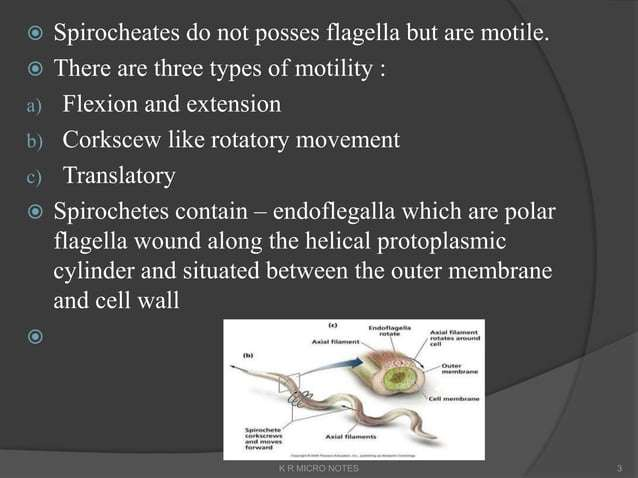 Spirocheates do not posses flagella but are motile.
There are three types of motility :
a) Flexion and extension
b) Corkscew like rotatory movement
c) Translatory
Spirochetes contain – endoflegalla which are polar
flagella wound along the helical protoplasmic
cylinder and situated between the outer membrane
and cell wall
(c)
Endoflagella
rotate
Axial filament
rotates around
cell
Axial filament
(b)
Outer
membrane
Cell membrane
Spirochete
corkscrews
and moves
forward
Axial filaments
K R MICRO NOTES
3